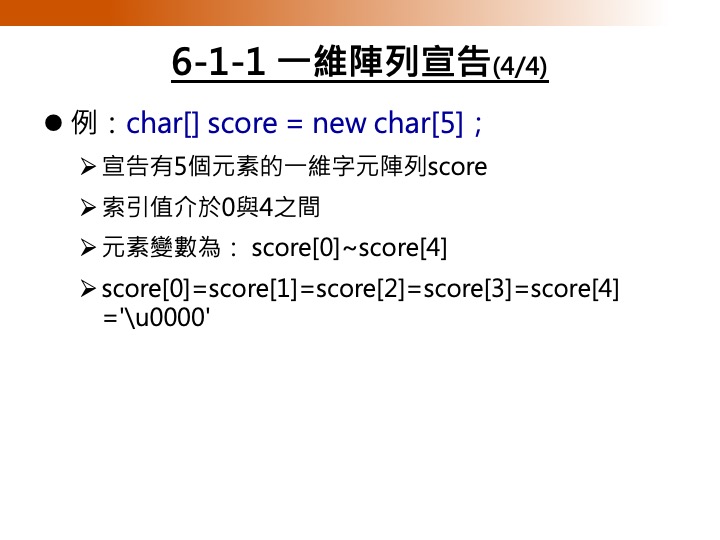 6-1-1 一維陣列宣告(4/4)
例：char[] score = new char[5]；
宣告有5個元素的一維字元陣列score
索引值介於0與4之間
元素變數為： score[0]~score[4]
score[0]=score[1]=score[2]=score[3]=score[4]
='\u0000'